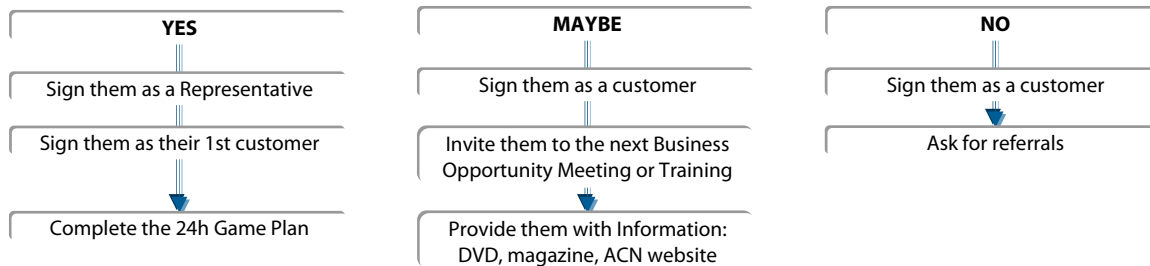 YES
Sign them as a Representative
Sign them as their 1st customer
Complete the 24h Game Plan
MAYBE
Sign them as a customer
Invite them to the next Business
Opportunity Meeting or Training
Provide them with Information:
DVD, magazine, ACN website
NO
Sign them as a customer
Ask for referrals